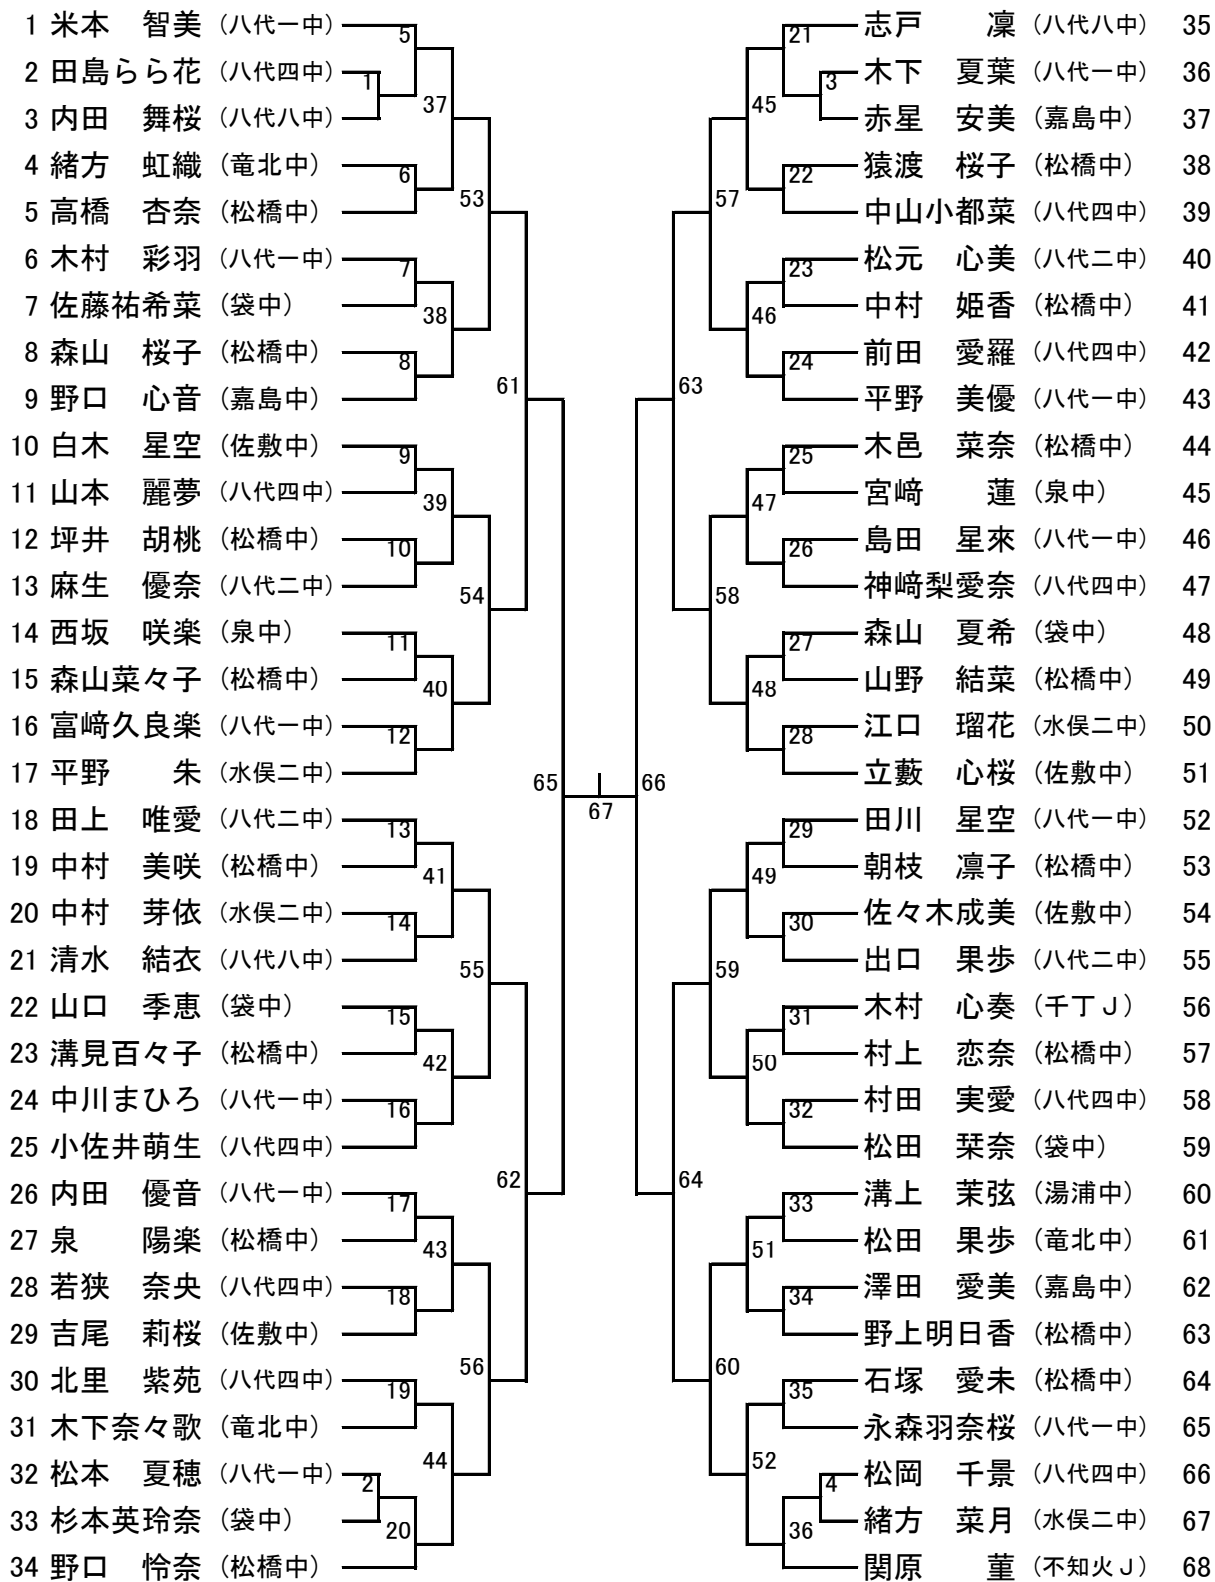 1 米本　智美 （八代一中） 5 21 志戸　　凜 （八代八中） 35
2 田島らら花 （八代四中） 1 3 木下　夏葉 （八代一中） 36
37 45
3 内田　舞桜 （八代八中） 赤星　安美 （嘉島中） 37
4 緒方　虹織 （竜北中） 6 22 猿渡　桜子 （松橋中） 38
53 57
5 高橋　杏奈 （松橋中） 中山小都菜 （八代四中） 39
6 木村　彩羽 （八代一中） 7 23 松元　心美 （八代二中） 40
7 佐藤祐希菜 （袋中） 38 46 中村　姫香 （松橋中） 41
8 森山　桜子 （松橋中） 8 24 前田　愛羅 （八代四中） 42
61 63
9 野口　心音 （嘉島中） 平野　美優 （八代一中） 43
10 白木　星空 （佐敷中） 9 25 木邑　菜奈 （松橋中） 44
11 山本　麗夢 （八代四中） 39 47 宮﨑　　蓮 （泉中） 45
12 坪井　胡桃 （松橋中） 10 26 島田　星來 （八代一中） 46
13 麻生　優奈 （八代二中） 54 58 神﨑梨愛奈 （八代四中） 47
14 西坂　咲楽 （泉中） 11 27 森山　夏希 （袋中） 48
15 森山菜々子 （松橋中） 40 48 山野　結菜 （松橋中） 49
16 富﨑久良楽 （八代一中） 12 28 江口　瑠花 （水俣二中） 50
17 平野　　朱 （水俣二中） 65 66 立藪　心桜 （佐敷中） 51
67
18 田上　唯愛 （八代二中） 13 29 田川　星空 （八代一中） 52
19 中村　美咲 （松橋中） 41 49 朝枝　凛子 （松橋中） 53
20 中村　芽依 （水俣二中） 14 30 佐々木成美 （佐敷中） 54
21 清水　結衣 （八代八中） 55 59 出口　果歩 （八代二中） 55
22 山口　季恵 （袋中） 15 31 木村　心奏 （千丁Ｊ） 56
23 溝見百々子 （松橋中） 42 50 村上　恋奈 （松橋中） 57
24 中川まひろ （八代一中） 16 32 村田　実愛 （八代四中） 58
25 小佐井萌生 （八代四中） 松田　栞奈 （袋中） 59
62 64
26 内田　優音 （八代一中） 17 33 溝上　茉弦 （湯浦中） 60
27 泉　　陽楽 （松橋中） 43 51 松田　果歩 （竜北中） 61
28 若狭　奈央 （八代四中） 18 34 澤田　愛美 （嘉島中） 62
29 吉尾　莉桜 （佐敷中） 野上明日香 （松橋中） 63
56 60
30 北里　紫苑 （八代四中） 19 35 石塚　愛未 （松橋中） 64
31 木下奈々歌 （竜北中） 永森羽奈桜 （八代一中） 65
44 52
32 松本　夏穂 （八代一中） 2 4 松岡　千景 （八代四中） 66
33 杉本英玲奈 （袋中） 20 36 緒方　菜月 （水俣二中） 67
34 野口　怜奈 （松橋中） 関原　　菫 （不知火Ｊ） 68